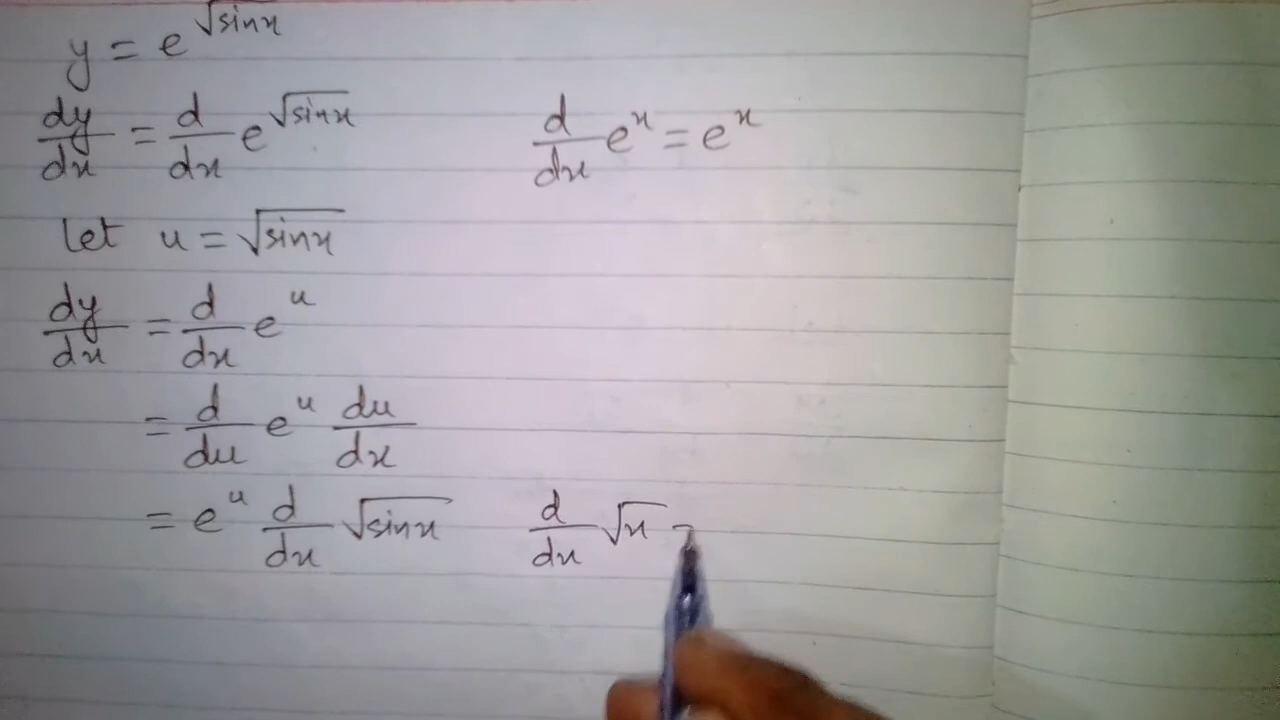 y = e^√sinx
dy/dx = d/dx e^√sinx    d/dx e^x = e^x
let u = √sinx
dy/dx = d/dx e^u
= d/du e^u du/dx
= e^u d/dx √sinx    d/dx √x =